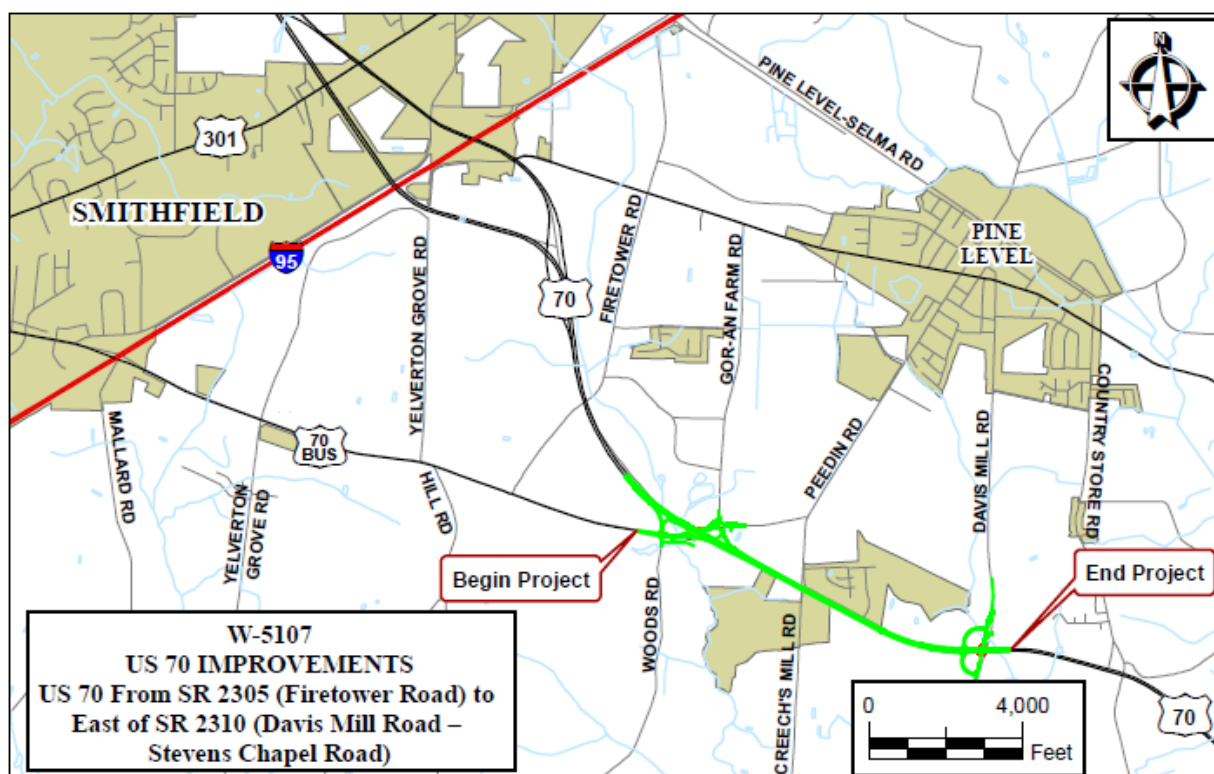 N
PINE LEVEL-SELMA RD
301
SMITHFIELD
95
YELVERTON GROVE RD
70
FIRETOWER RD
GOR-AN FARM RD
PINE
LEVEL
MALLARD RD
70
BUS
YELVERTON
GROVE RD
HILL RD
PEEDIN RD
DAVIS MILL RD
COUNTRY STORE RD
Begin Project
End Project
WOODS RD
CREECH'S MILL RD
W-5107
US 70 IMPROVEMENTS
US 70 From SR 2305 (Firetower Road) to
East of SR 2310 (Davis Mill Road –
Stevens Chapel Road)
0 4,000
Feet
70